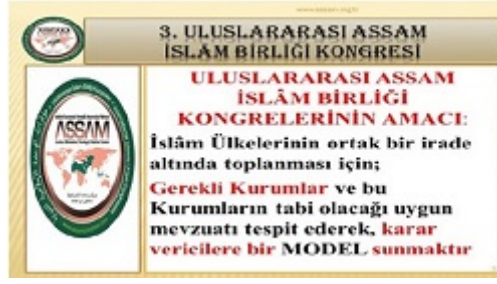 www.assam.org.tr
3. ULUSLARARASI ASSAM
İSLÂM BİRLİĞİ KONGRESİ
ULUSLARARASI ASSAM
İSLÂM BİRLİĞİ
KONGRELERİNİN AMACI:
İslâm Ülkelerinin ortak bir irade
altında toplanması için;
Gerekli Kurumlar ve bu
Kurumların tabi olacağı uygun
mevzuatı tespit ederek, karar
vericilere bir MODEL sunmaktır
ASSAM